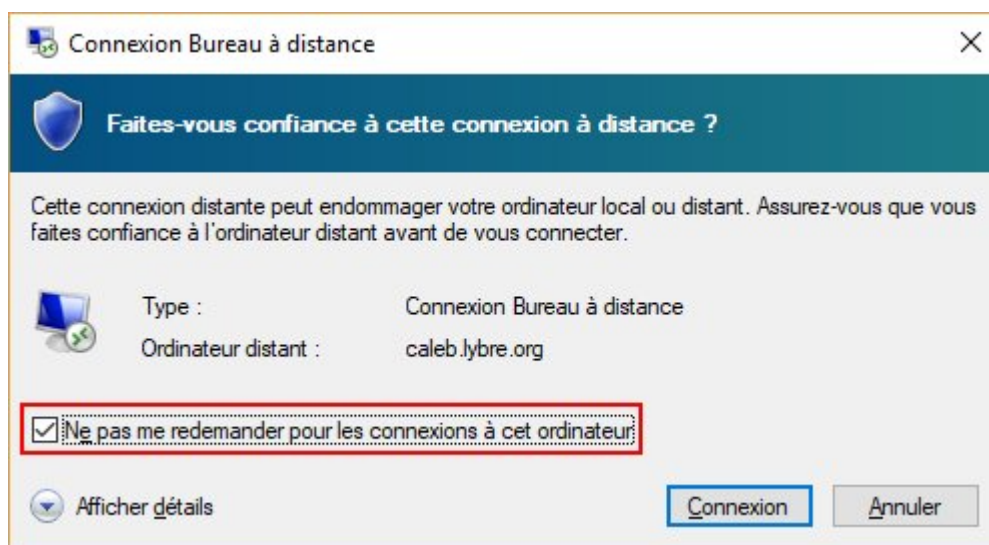 Connexion Bureau à distance
Faites-vous confiance à cette connexion à distance ?
Cette connexion distante peut endommager votre ordinateur local ou distant. Assurez-vous que vous
faites confiance à l'ordinateur distant avant de vous connecter.
Type : Connexion Bureau à distance
Ordinateur distant : caleb.lybre.org
Ne pas me redemander pour les connexions à cet ordinateur
Afficher détails Connexion Annuler